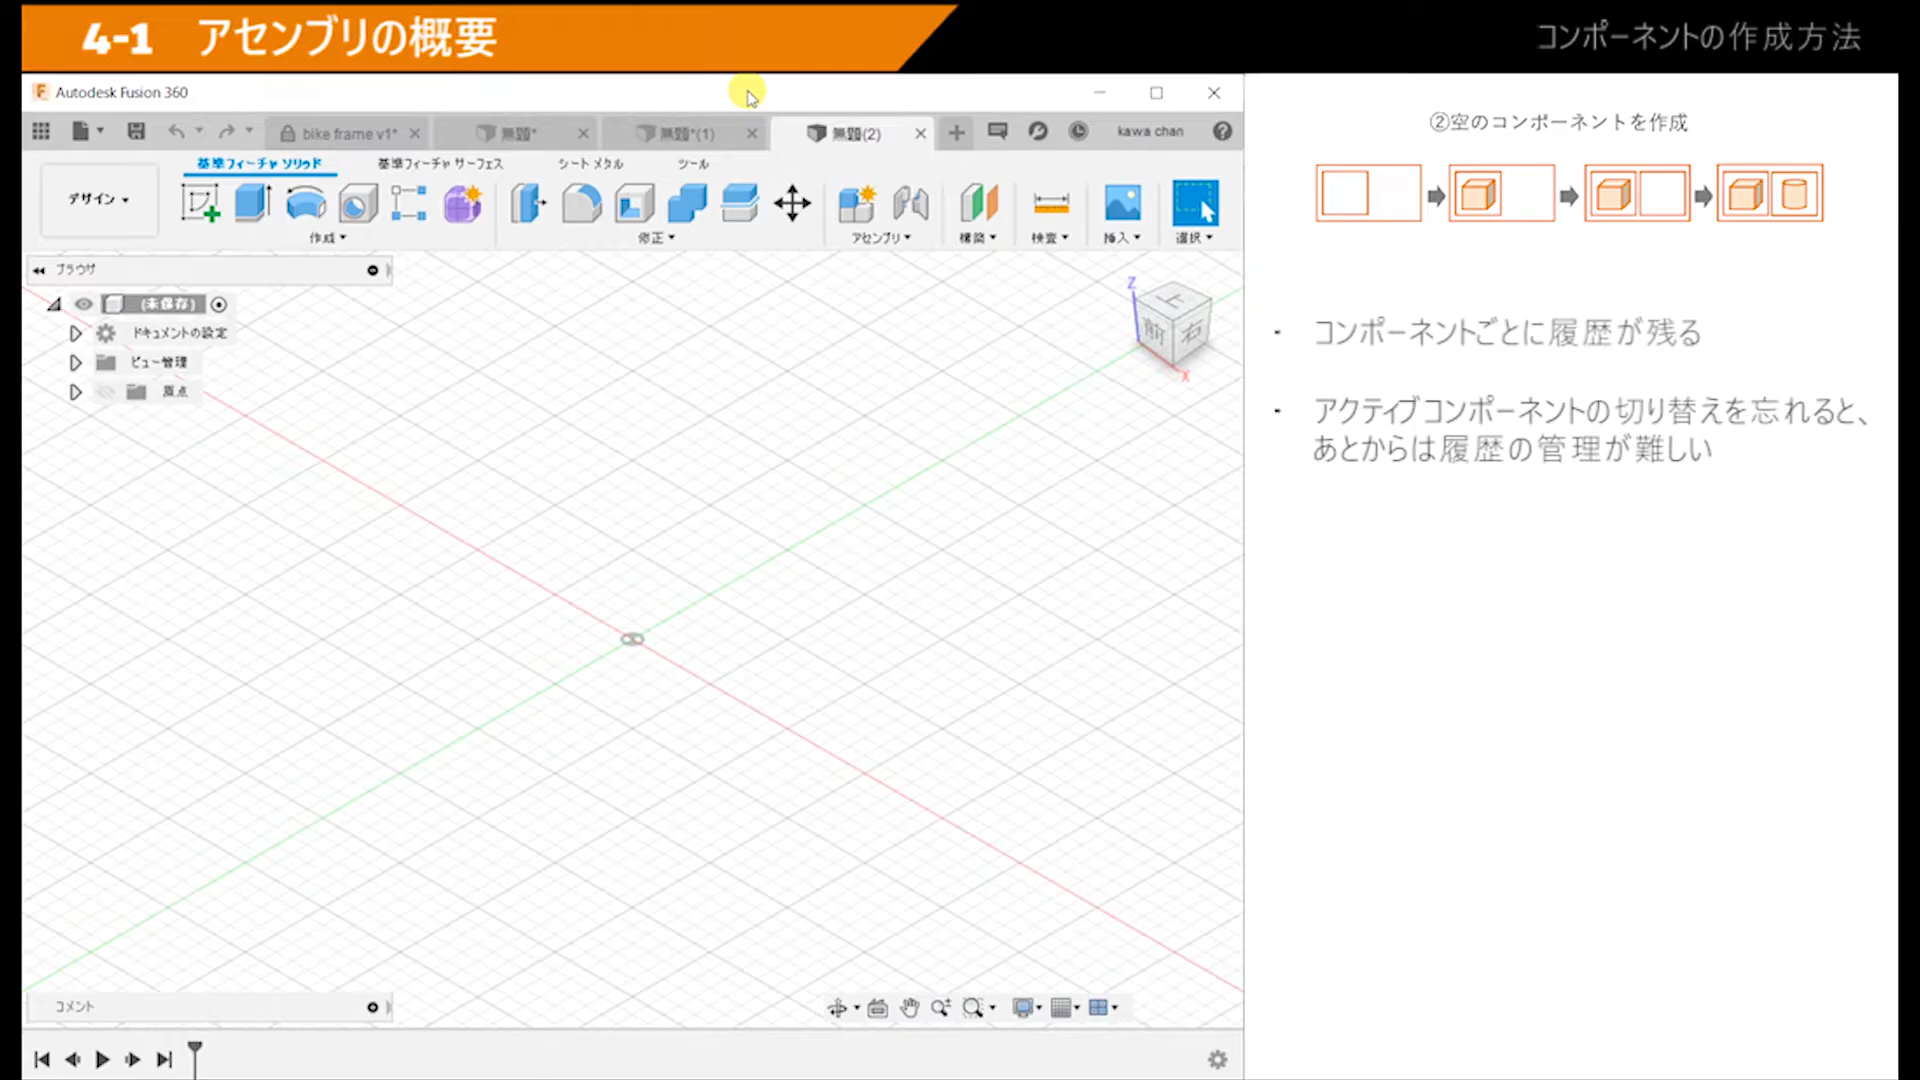 4-1 アセンブリの概要
コンポーネントの作成方法
Autodesk Fusion 360
bike frame v1*
無題*
無題*(1)
無題(2)
kawa chan
基準フィーチャ ソリッド
基準フィーチャ サーフェス
シート メタル
ツール
デザイン
作成
修正
アセンブリ
構築
検査
挿入
選択
ブラウザ
(未保存)
ドキュメントの設定
ビュー管理
原点
Z
上
前
右
X
コメント
②空のコンポーネントを作成
・ コンポーネントごとに履歴が残る
・ アクティブコンポーネントの切り替えを忘れると、
あとからは履歴の管理が難しい